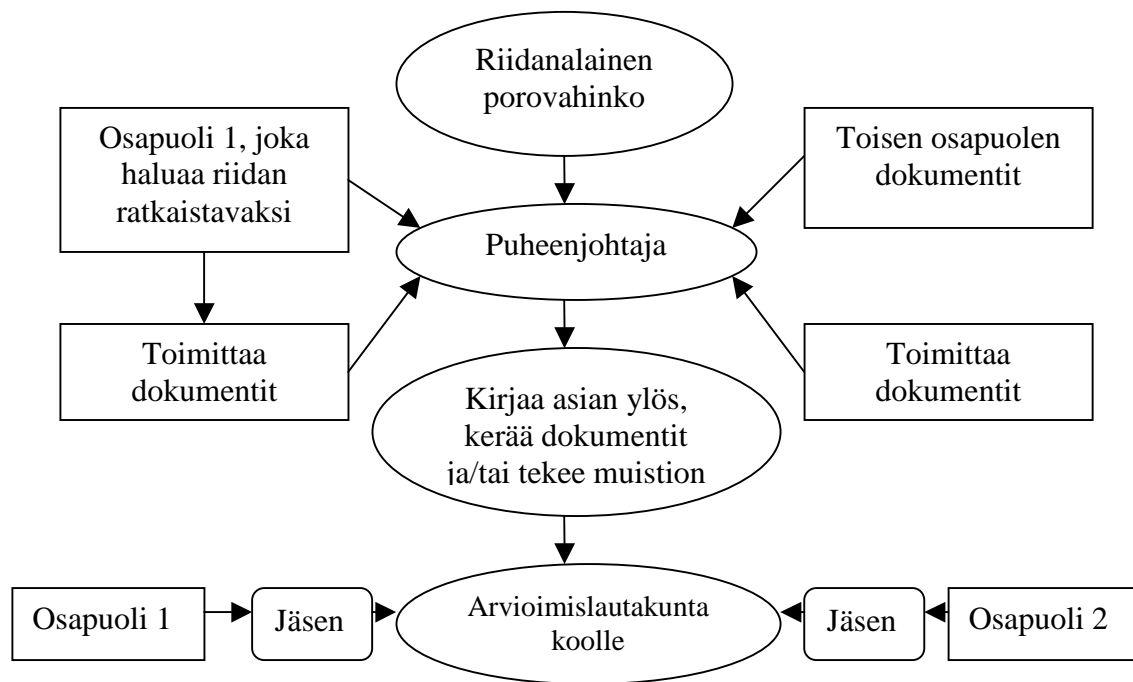 Riidanalainen
porovahinko
Osapuoli 1, joka
haluaa riidan
ratkaistavaksi
Toisen osapuolen
dokumentit
Puheenjohtaja
Toimittaa
dokumentit
Toimittaa
dokumentit
Kirjaa asian ylös,
kerää dokumentit
ja/tai tekee muistion
Osapuoli 1
Jäsen
Arvioimislautakunta
koolle
Jäsen
Osapuoli 2